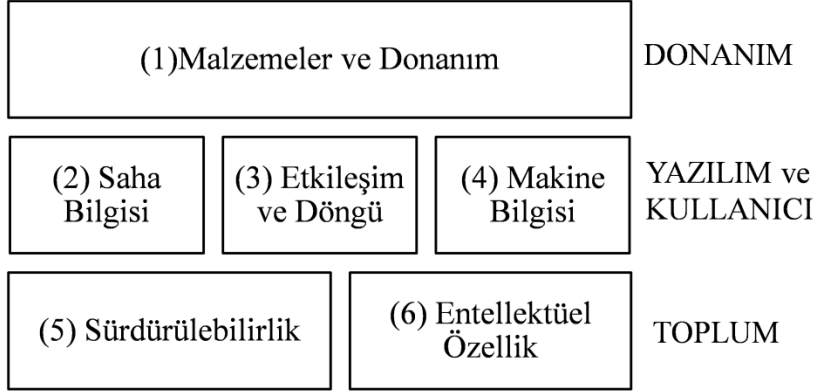 (1)Malzemeler ve Donanım
DONANIM
(2) Saha
Bilgisi
(3) Etkileşim
ve Döngü
(4) Makine
Bilgisi
YAZILIM ve
KULLANICI
(5) Sürdürülebilirlik
(6) Entellektüel
Özellik
TOPLUM